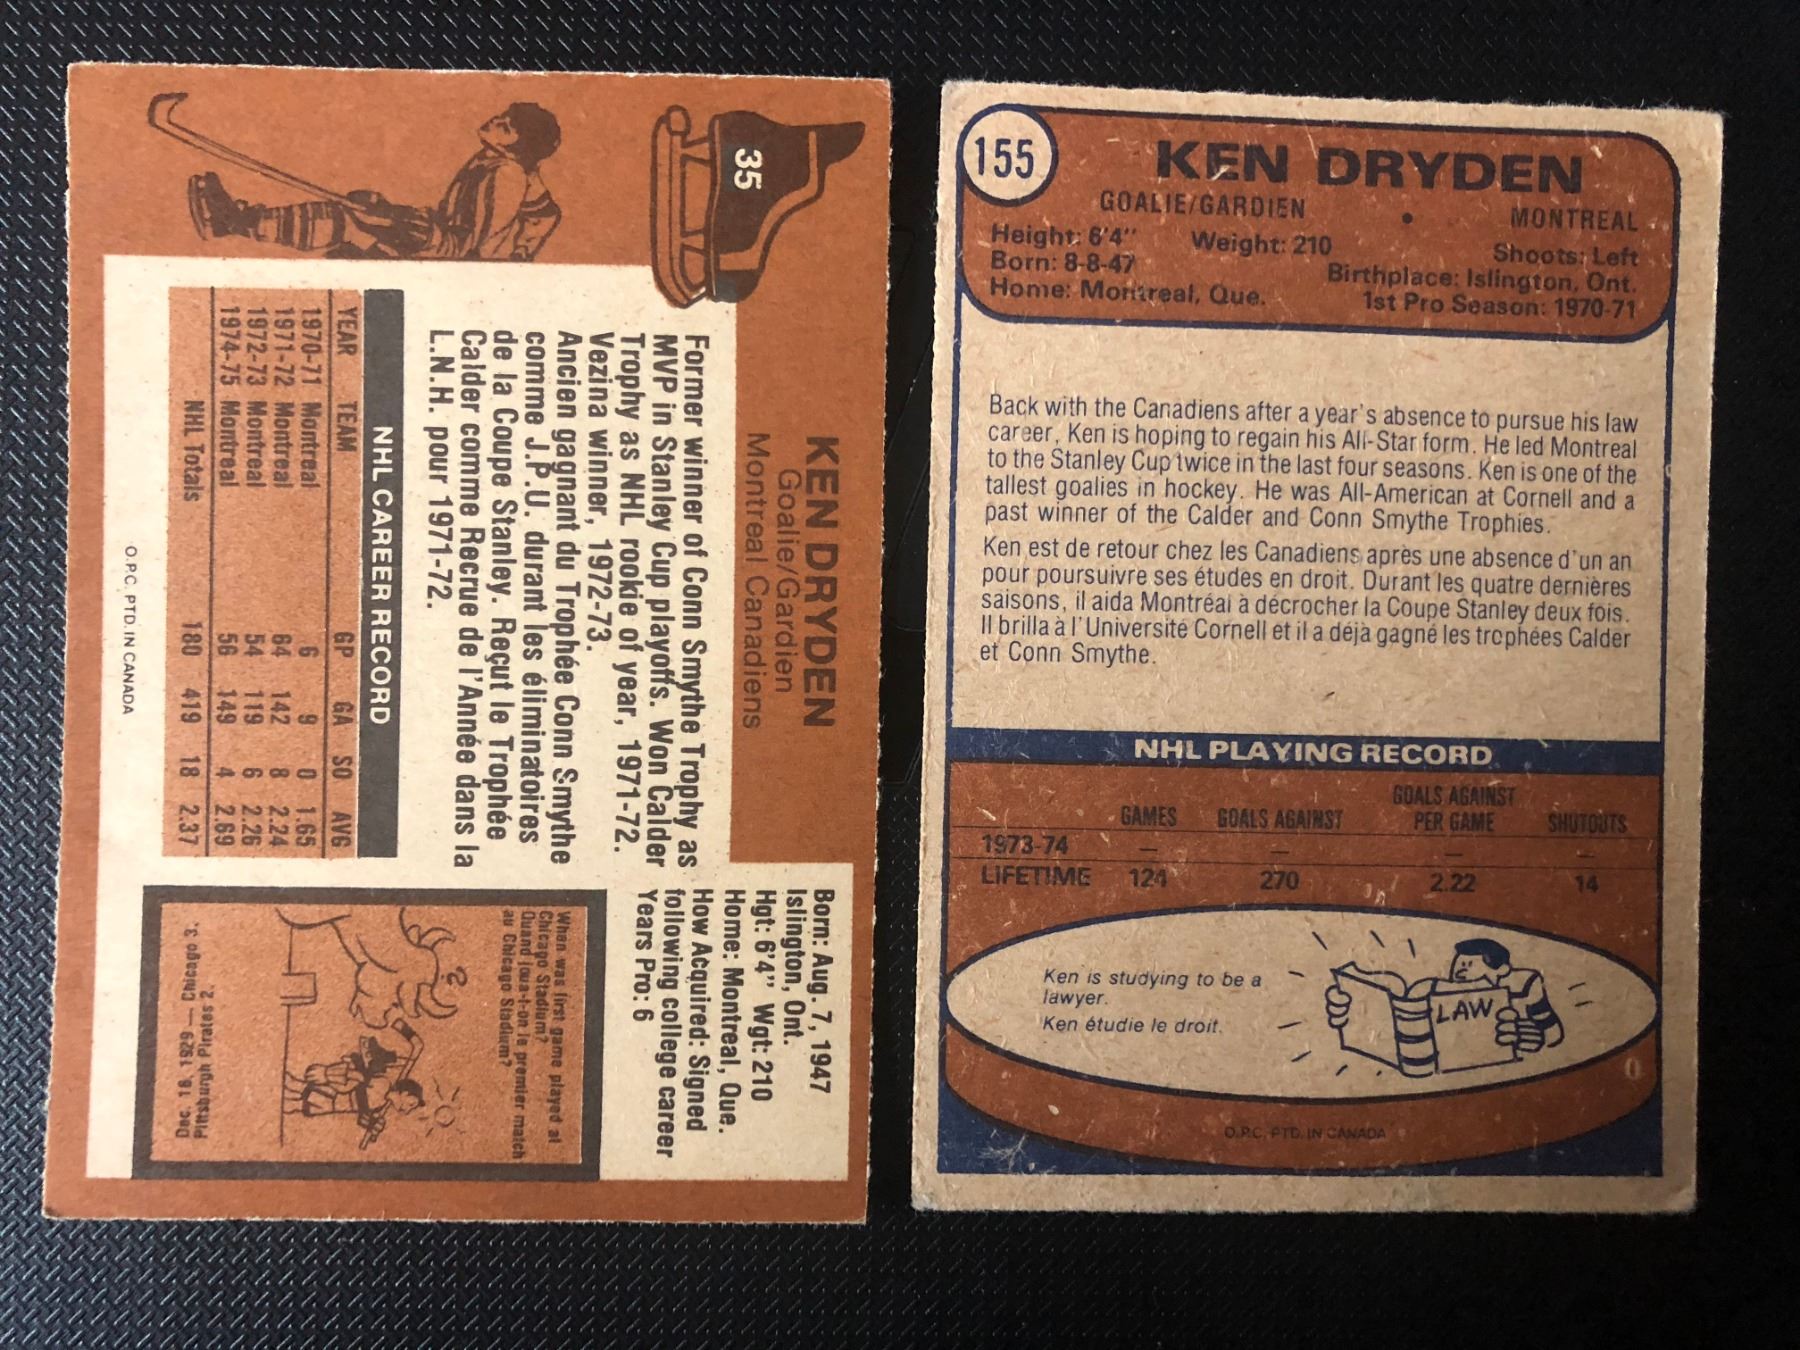 35
KEN DRYDEN
Goalie/Gardien
Montreal Canadiens
Born: Aug. 7, 1947
Islington, Ont.
Hgt: 6'4" Wgt: 210
Home: Montreal, Que.
How Acquired: Signed
following college career
Years Pro: 6
Former winner of Conn Smythe Trophy as
MVP in Stanley Cup playoffs. Won Calder
Trophy as NHL rookie of year, 1971-72.
Vezina winner, 1972-73.
Ancien gagnant du Trophée Conn Smythe
comme J.P.U. durant les éliminatoires
de la Coupe Stanley. Reçut le Trophée
Calder comme Recrue de l'Année dans la
L.N.H. pour 1971-72.
NHL CAREER RECORD
YEAR TEAM GP GA SO AVG
1970-71 Montreal 6 9 0 1.65
1971-72 Montreal 64 142 8 2.24
1972-73 Montreal 54 119 6 2.26
1974-75 Montreal 56 149 4 2.69
NHL Totals 180 419 18 2.37
O.P.C. PTD. IN CANADA
When was first game played at
Chicago Stadium?
Quand joua-t-on le premier match
au Chicago Stadium?
?
Dec. 16, 1929 — Chicago 3,
Pittsburgh Pirates 2.
155
KEN DRYDEN
GOALIE/GARDIEN • MONTREAL
Height: 6'4" Weight: 210 Shoots: Left
Born: 8-8-47 Birthplace: Islington, Ont.
Home: Montreal, Que. 1st Pro Season: 1970-71
Back with the Canadiens after a year's absence to pursue his law
career, Ken is hoping to regain his All-Star form. He led Montreal
to the Stanley Cup twice in the last four seasons. Ken is one of the
tallest goalies in hockey. He was All-American at Cornell and a
past winner of the Calder and Conn Smythe Trophies.
Ken est de retour chez les Canadiens après une absence d'un an
pour poursuivre ses études en droit. Durant les quatre dernières
saisons, il aida Montréal à décrocher la Coupe Stanley deux fois.
Il brilla à l'Université Cornell et il a déjà gagné les trophées Calder
et Conn Smythe.
NHL PLAYING RECORD
GAMES GOALS AGAINST GOALS AGAINST PER GAME SHUTOUTS
1973-74 — — — —
LIFETIME 124 270 2.22 14
Ken is studying to be a
lawyer.
Ken étudie le droit.
LAW
O.P.C. PTD. IN CANADA